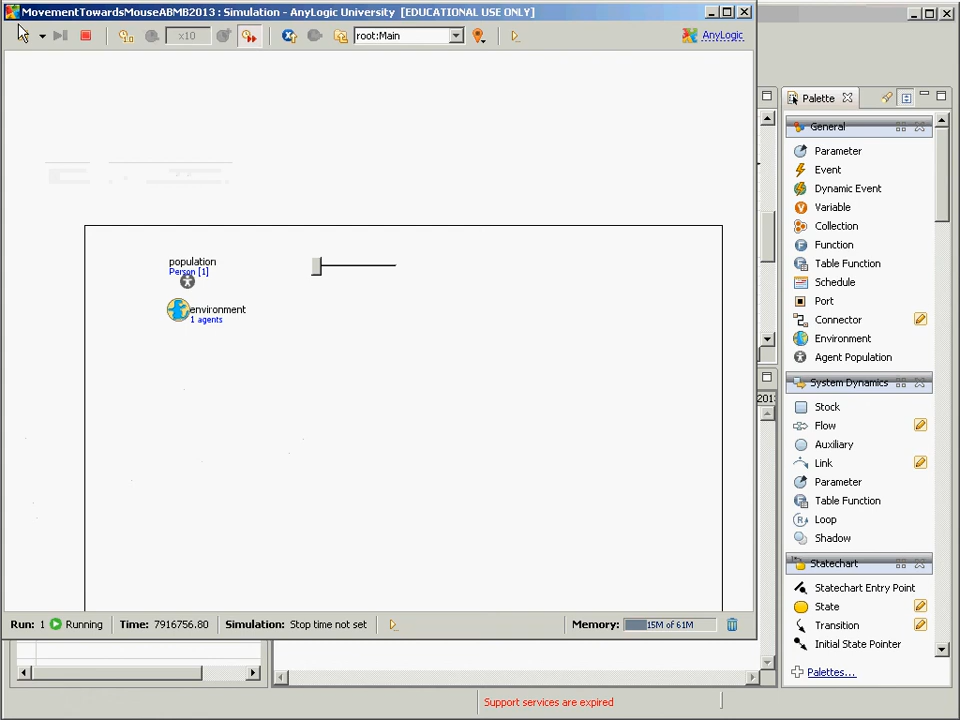 MovementTowardsMouseABMB2013 : Simulation - AnyLogic University [EDUCATIONAL USE ONLY]
x10
root:Main
AnyLogic
population
Person [1]
environment
1 agents
Run: 1 Running Time: 7916756.80 Simulation: Stop time not set Memory: 15M of 61M
Palette
General
Parameter
Event
Dynamic Event
Variable
Collection
Function
Table Function
Schedule
Port
Connector
Environment
Agent Population
System Dynamics
Stock
Flow
Auxiliary
Link
Parameter
Table Function
Loop
Shadow
Statechart
Statechart Entry Point
State
Transition
Initial State Pointer
Palettes...
Support services are expired